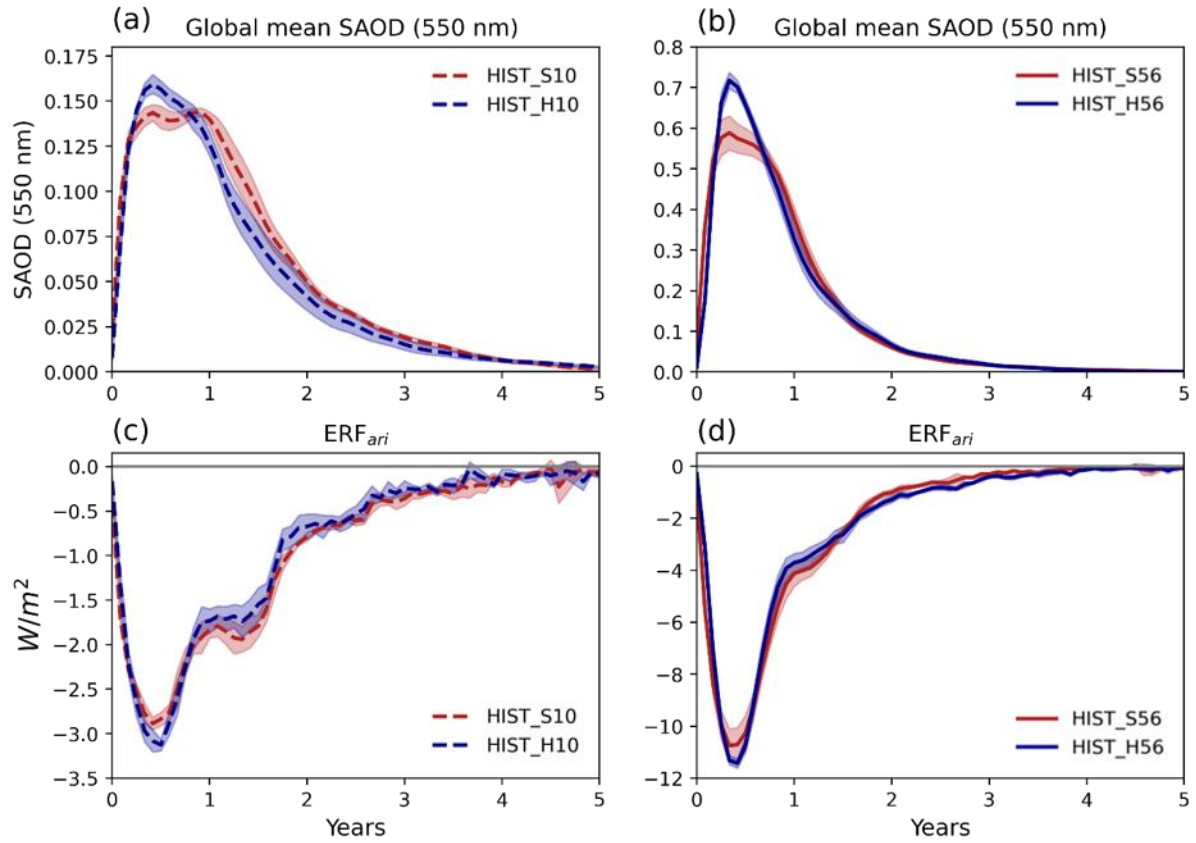 (a) Global mean SAOD (550 nm)
SAOD (550 nm)
0.175
0.150
0.125
0.100
0.075
0.050
0.025
0.000
HIST_S10
HIST_H10
0 1 2 3 4 5
(b) Global mean SAOD (550 nm)
0.8
0.7
0.6
0.5
0.4
0.3
0.2
0.1
0.0
HIST_S56
HIST_H56
0 1 2 3 4 5
(c) ERF_ari
W/m²
0.0
−0.5
−1.0
−1.5
−2.0
−2.5
−3.0
−3.5
HIST_S10
HIST_H10
0 1 2 3 4 5
Years
(d) ERF_ari
0
−2
−4
−6
−8
−10
−12
HIST_S56
HIST_H56
0 1 2 3 4 5
Years